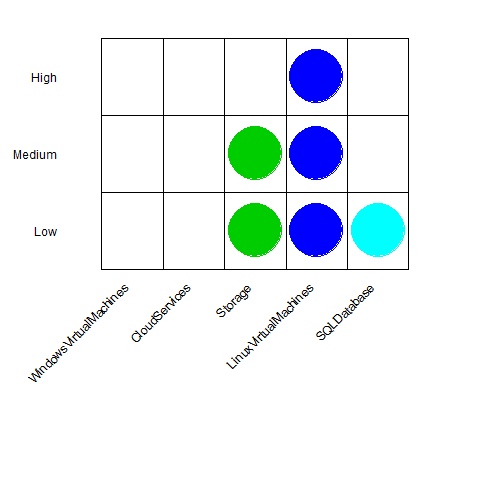 High
Medium
Low
WindowsVirtualMachines
CloudServices
Storage
LinuxVirtualMachines
SQLDatabase